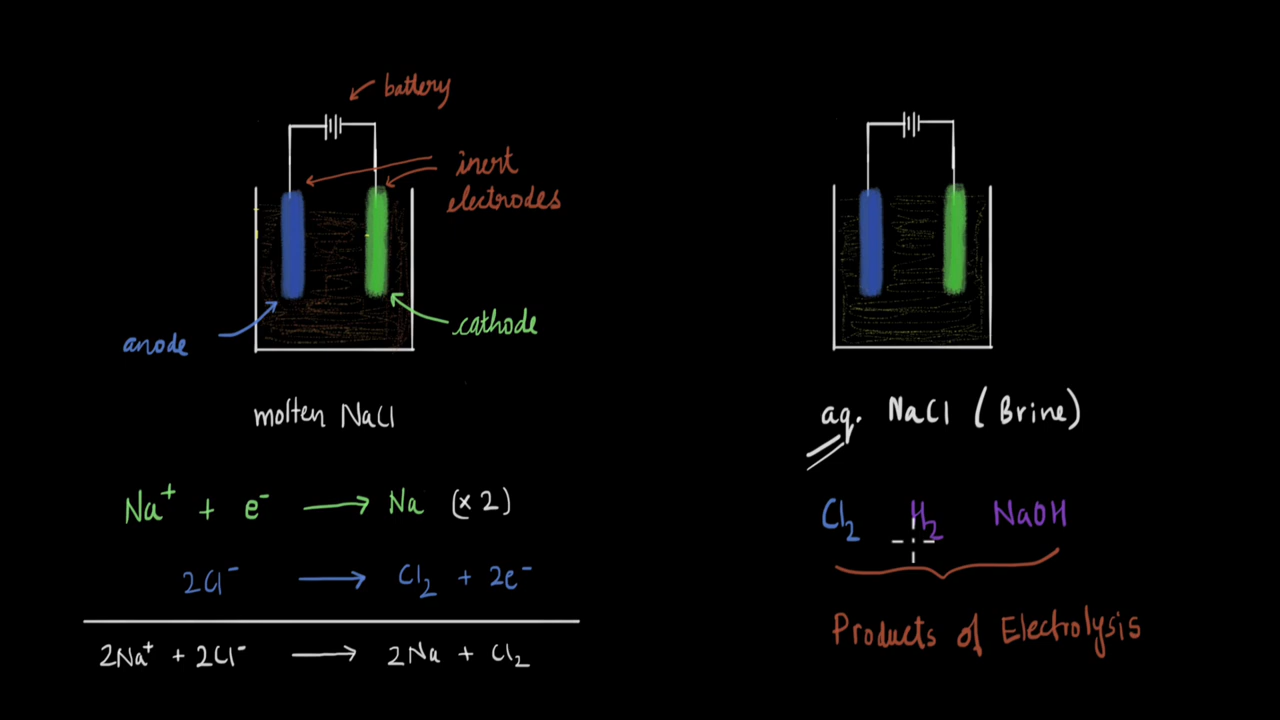 battery
inert
electrodes
anode
cathode
molten NaCl
Na⁺ + e⁻ → Na (×2)
2Cl⁻ → Cl₂ + 2e⁻
2Na⁺ + 2Cl⁻ → 2Na + Cl₂
aq. NaCl (Brine)
Cl₂ H₂ NaOH
Products of Electrolysis